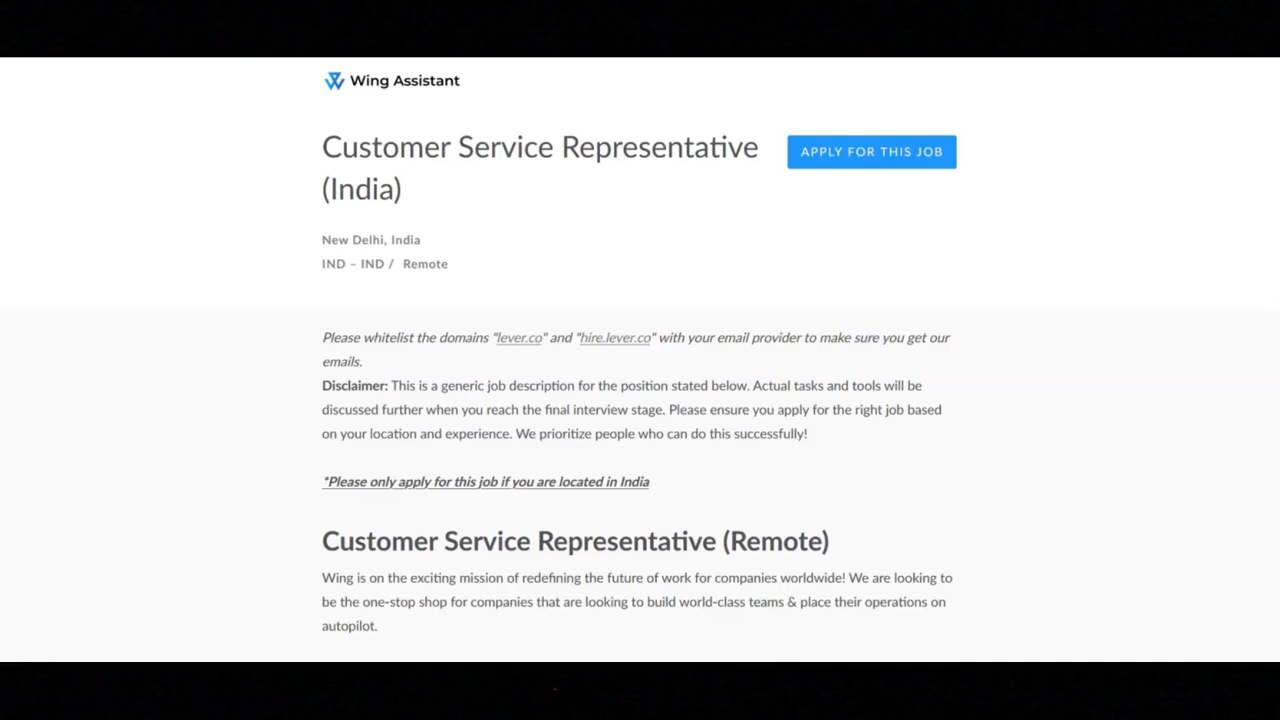 Wing Assistant
Customer Service Representative
(India)
APPLY FOR THIS JOB
New Delhi, India
IND – IND / Remote
Please whitelist the domains "lever.co" and "hire.lever.co" with your email provider to make sure you get our
emails.
Disclaimer: This is a generic job description for the position stated below. Actual tasks and tools will be
discussed further when you reach the final interview stage. Please ensure you apply for the right job based
on your location and experience. We prioritize people who can do this successfully!
*Please only apply for this job if you are located in India
Customer Service Representative (Remote)
Wing is on the exciting mission of redefining the future of work for companies worldwide! We are looking to
be the one-stop shop for companies that are looking to build world-class teams & place their operations on
autopilot.